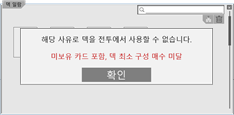 덱 편집
해당 사유로 덱을 전투에서 사용할 수 없습니다.
미보유 카드 포함, 덱 최소 구성 매수 미달
확인